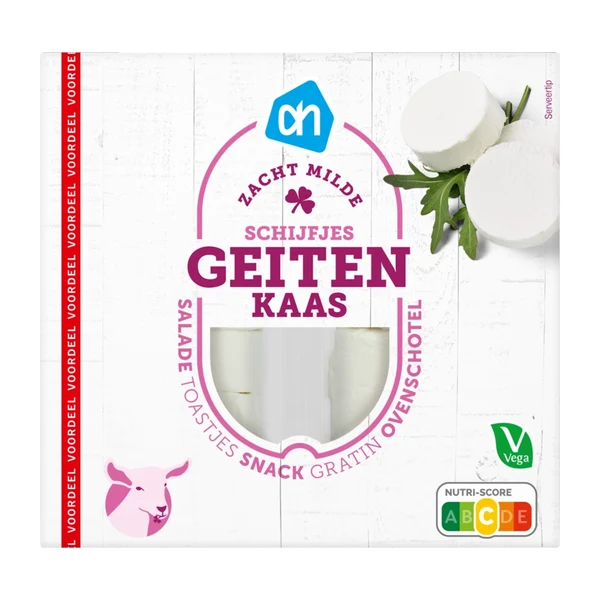 VOORDEEL VOORDEEL VOORDEEL VOORDEEL VOORDEEL VOORDEEL VOORDEEL
ah
Serveertip
ZACHT MILDE
SCHIJFJES
GEITEN
KAAS
SALADE TOASTJES SNACK GRATIN OVENSCHOTEL
V
Vega
NUTRI-SCORE
A B C D E